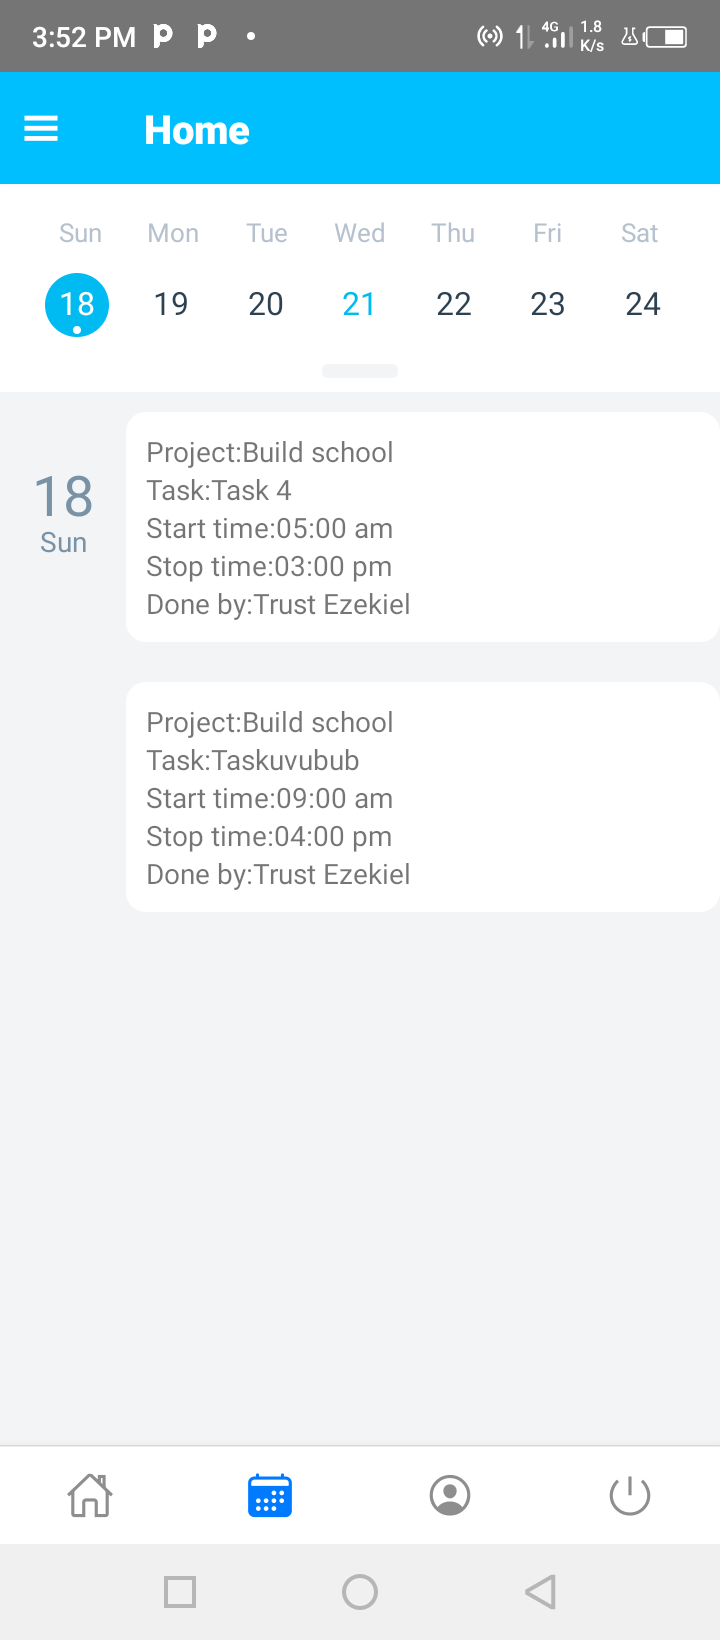 3:52 PM
4G
1.8
K/s
Home
Sun Mon Tue Wed Thu Fri Sat
18 19 20 21 22 23 24
18
Sun
Project:Build school
Task:Task 4
Start time:05:00 am
Stop time:03:00 pm
Done by:Trust Ezekiel
Project:Build school
Task:Taskuvubub
Start time:09:00 am
Stop time:04:00 pm
Done by:Trust Ezekiel